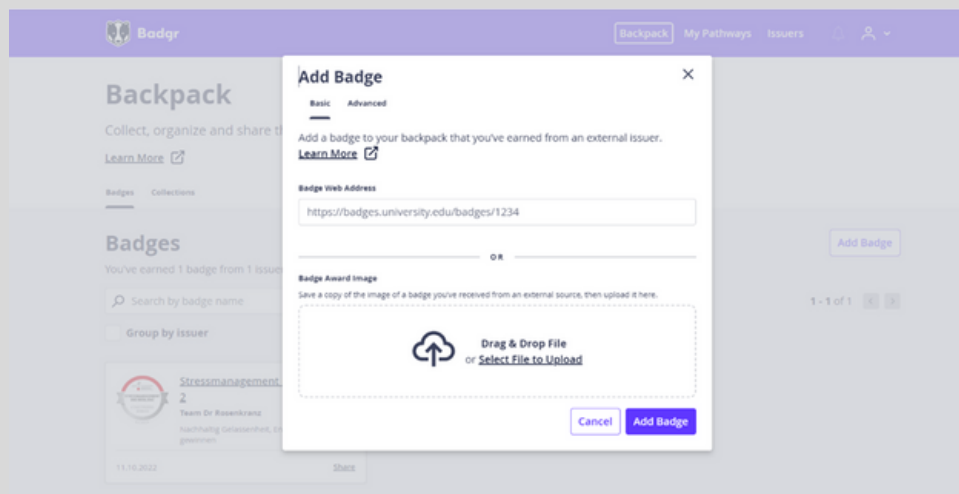 Badgr
Backpack My Pathways Issuers
Backpack
Collect, organize and share
Learn More
Badges Collections
Badges
You've earned 1 badge from 1 issue
Add Badge
Search by badge name
1 - 1 of 1
Group by issuer
Stressmanagement
2
Team Dr Rosenkranz
Nachhaltig Gelassenheit,
gewinnen
11.10.2022 Share
Add Badge
Basic Advanced
Add a badge to your backpack that you've earned from an external issuer.
Learn More
Badge Web Address
https://badges.university.edu/badges/1234
OR
Badge Award Image
Save a copy of the image of a badge you've received from an external source, then upload it here.
Drag & Drop File
or Select File to Upload
Cancel Add Badge